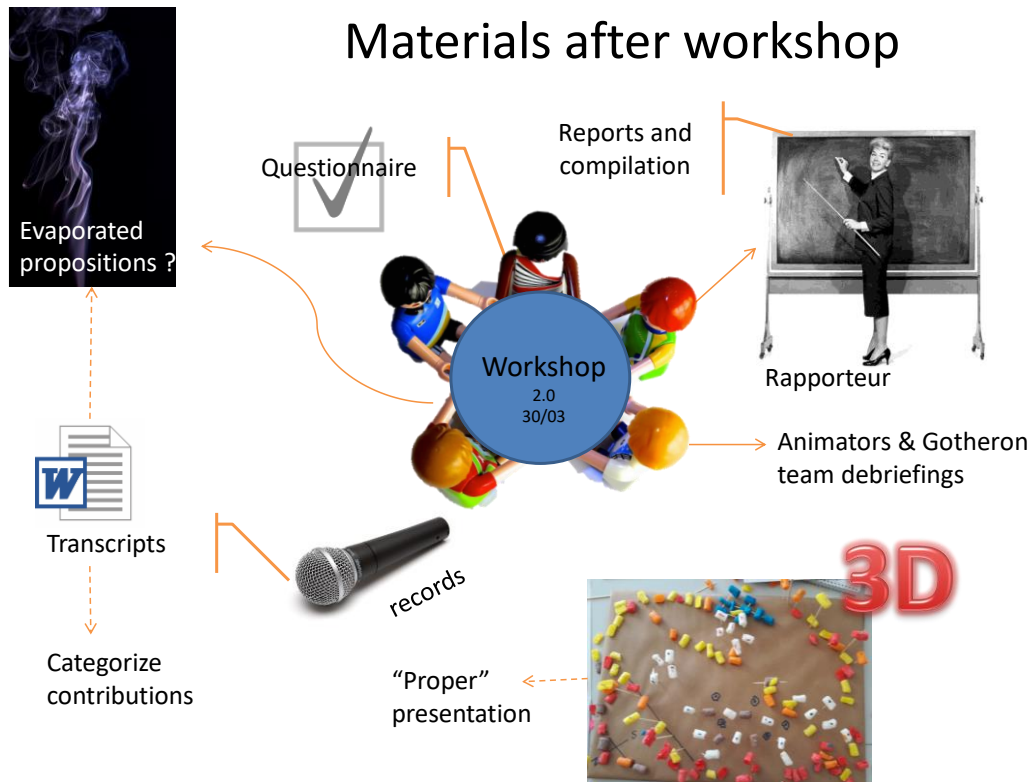 Materials after workshop
Questionnaire
Reports and
compilation
Evaporated
propositions ?
Workshop
2.0
30/03
Rapporteur
Animators & Gotheron
team debriefings
W
Transcripts
records
3D
Categorize
contributions
“Proper”
presentation